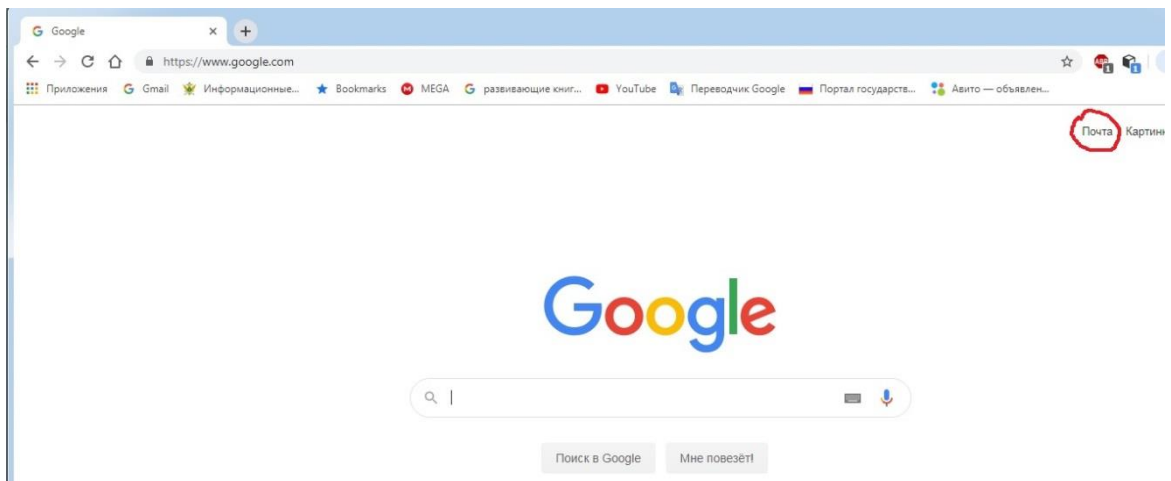 Google
https://www.google.com
Приложения Gmail Информационные... Bookmarks MEGA развивающие книг... YouTube Переводчик Google Портал государств... Авито — объявлен...
Почта Картинк
Google
Поиск в Google Мне повезёт!